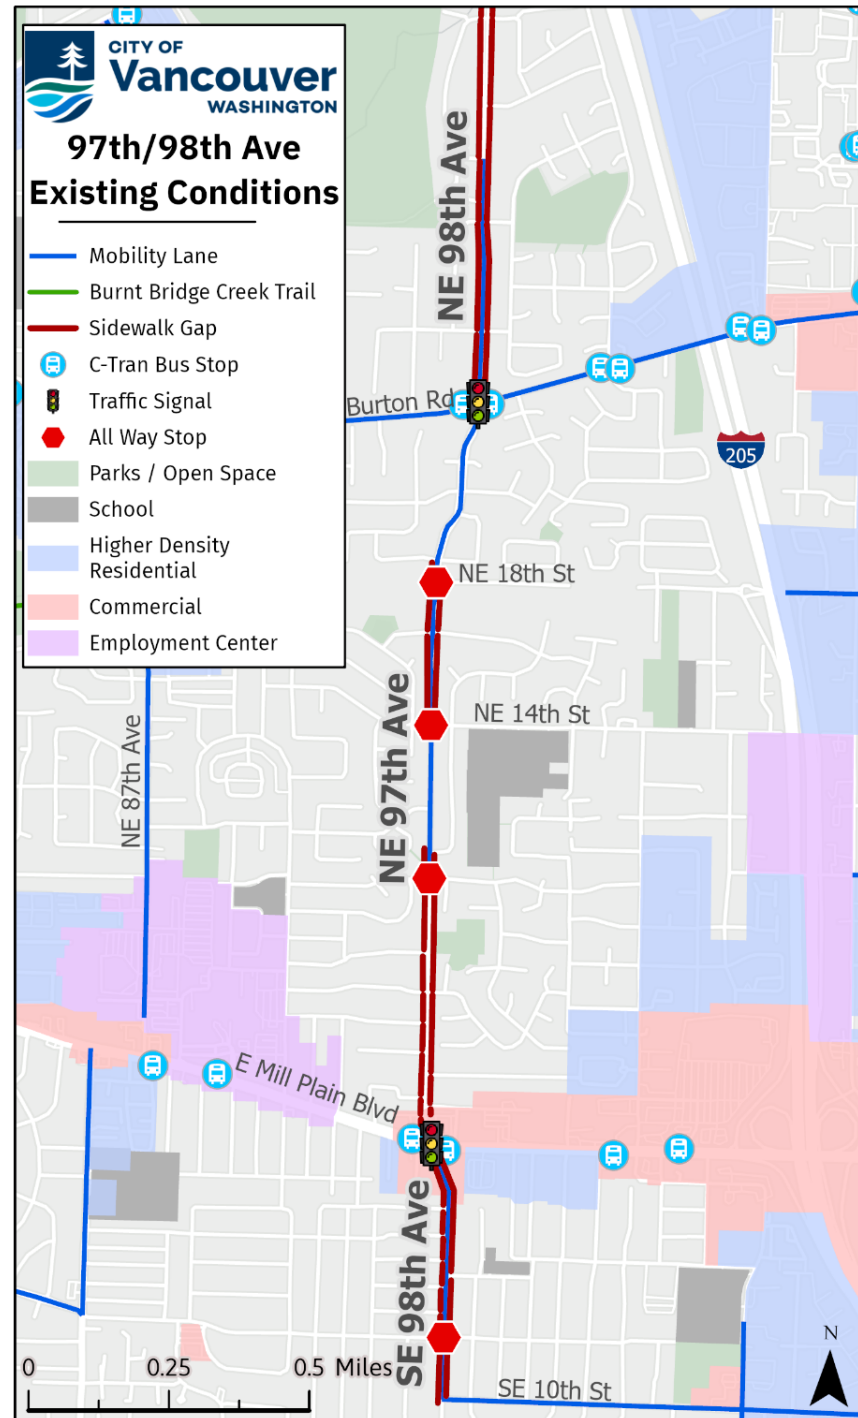 CITY OF
Vancouver
WASHINGTON
97th/98th Ave
Existing Conditions
Mobility Lane
Burnt Bridge Creek Trail
Sidewalk Gap
C-Tran Bus Stop
Traffic Signal
All Way Stop
Parks / Open Space
School
Higher Density
Residential
Commercial
Employment Center
NE 98th Ave
Burton Rd
205
NE 18th St
NE 97th Ave
NE 14th St
NE 87th Ave
E Mill Plain Blvd
SE 98th Ave
SE 10th St
0 0.25 0.5 Miles
N